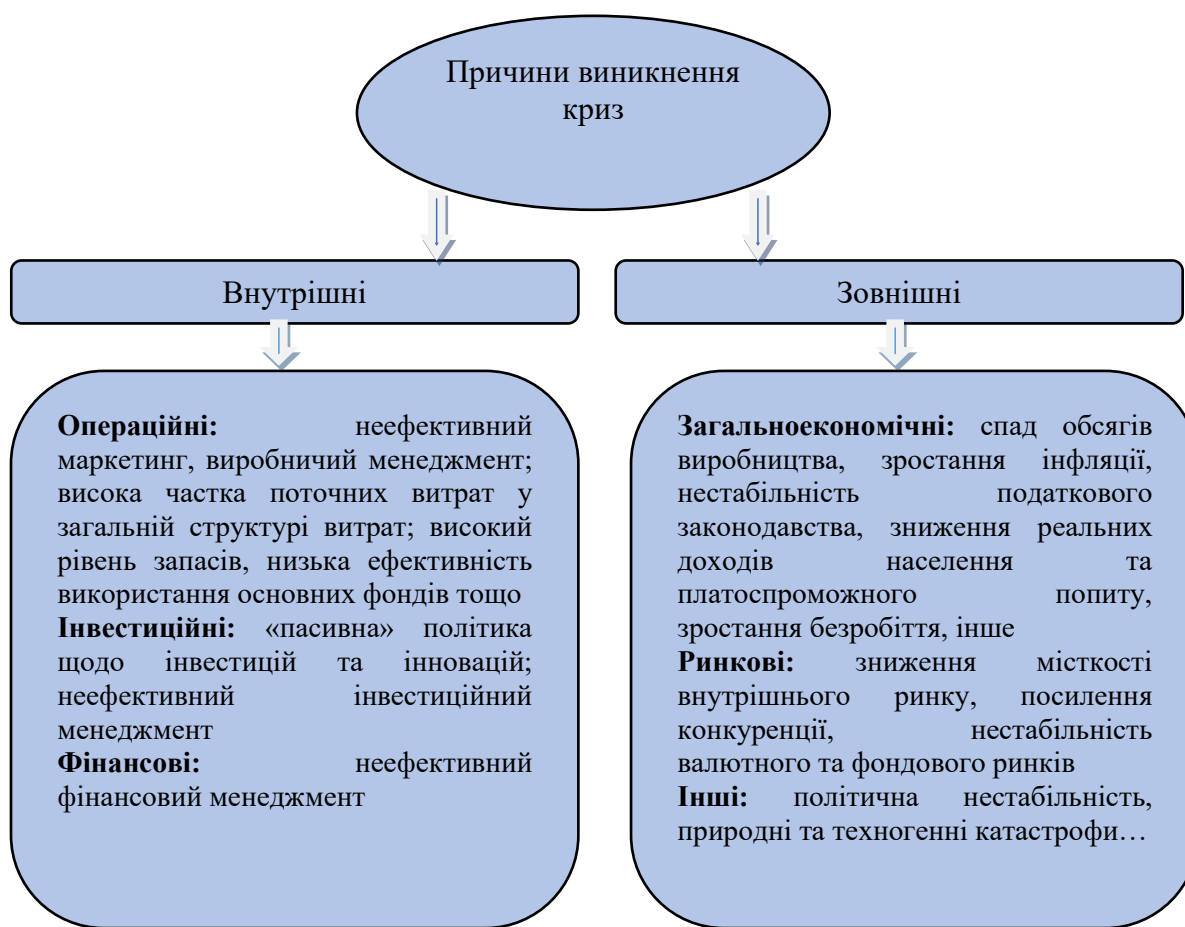 Причини виникнення
криз
Внутрішні
Зовнішні
Операційні: неефективний
маркетинг, виробничий менеджмент;
висока частка поточних витрат у
загальній структурі витрат; високий
рівень запасів, низька ефективність
використання основних фондів тощо
Інвестиційні: «пасивна» політика
щодо інвестицій та інновацій;
неефективний інвестиційний
менеджмент
Фінансові: неефективний
фінансовий менеджмент
Загальноекономічні: спад обсягів
виробництва, зростання інфляції,
нестабільність податкового
законодавства, зниження реальних
доходів населення та
платоспроможного попиту,
зростання безробіття, інше
Ринкові: зниження місткості
внутрішнього ринку, посилення
конкуренції, нестабільність
валютного та фондового ринків
Інші: політична нестабільність,
природні та техногенні катастрофи…